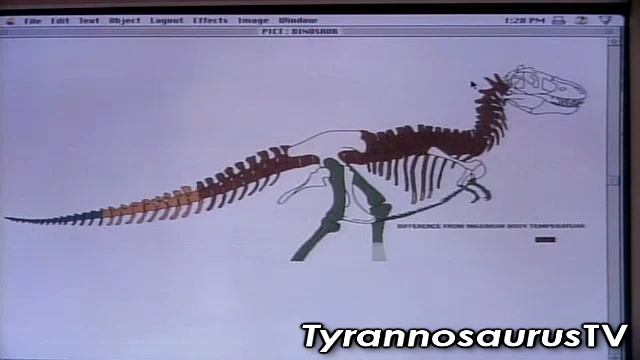 File Edit Text Object Layout Effects Image Window 1:28 PM
PICT: DINOSAUR
DIFFERENCE FROM MAXIMUM BODY TEMPERATURE
TyrannosaurusTV